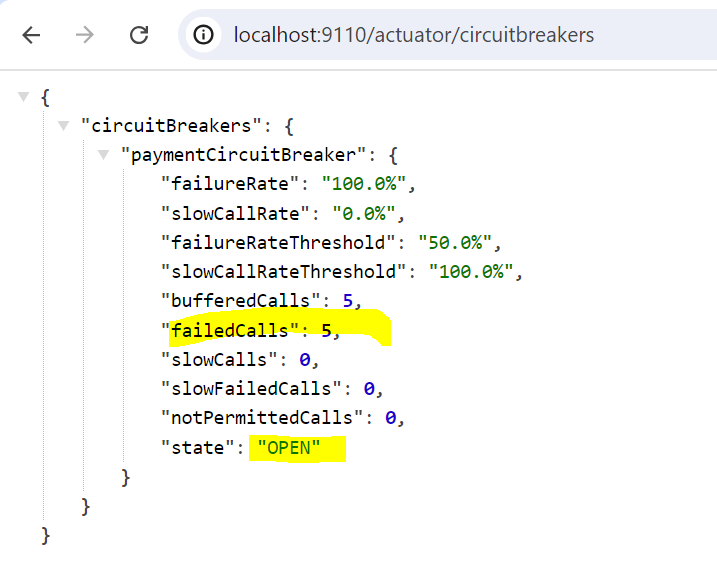 localhost:9110/actuator/circuitbreakers
{
"circuitBreakers": {
"paymentCircuitBreaker": {
"failureRate": "100.0%",
"slowCallRate": "0.0%",
"failureRateThreshold": "50.0%",
"slowCallRateThreshold": "100.0%",
"bufferedCalls": 5,
"failedCalls": 5,
"slowCalls": 0,
"slowFailedCalls": 0,
"notPermittedCalls": 0,
"state": "OPEN"
}
}
}